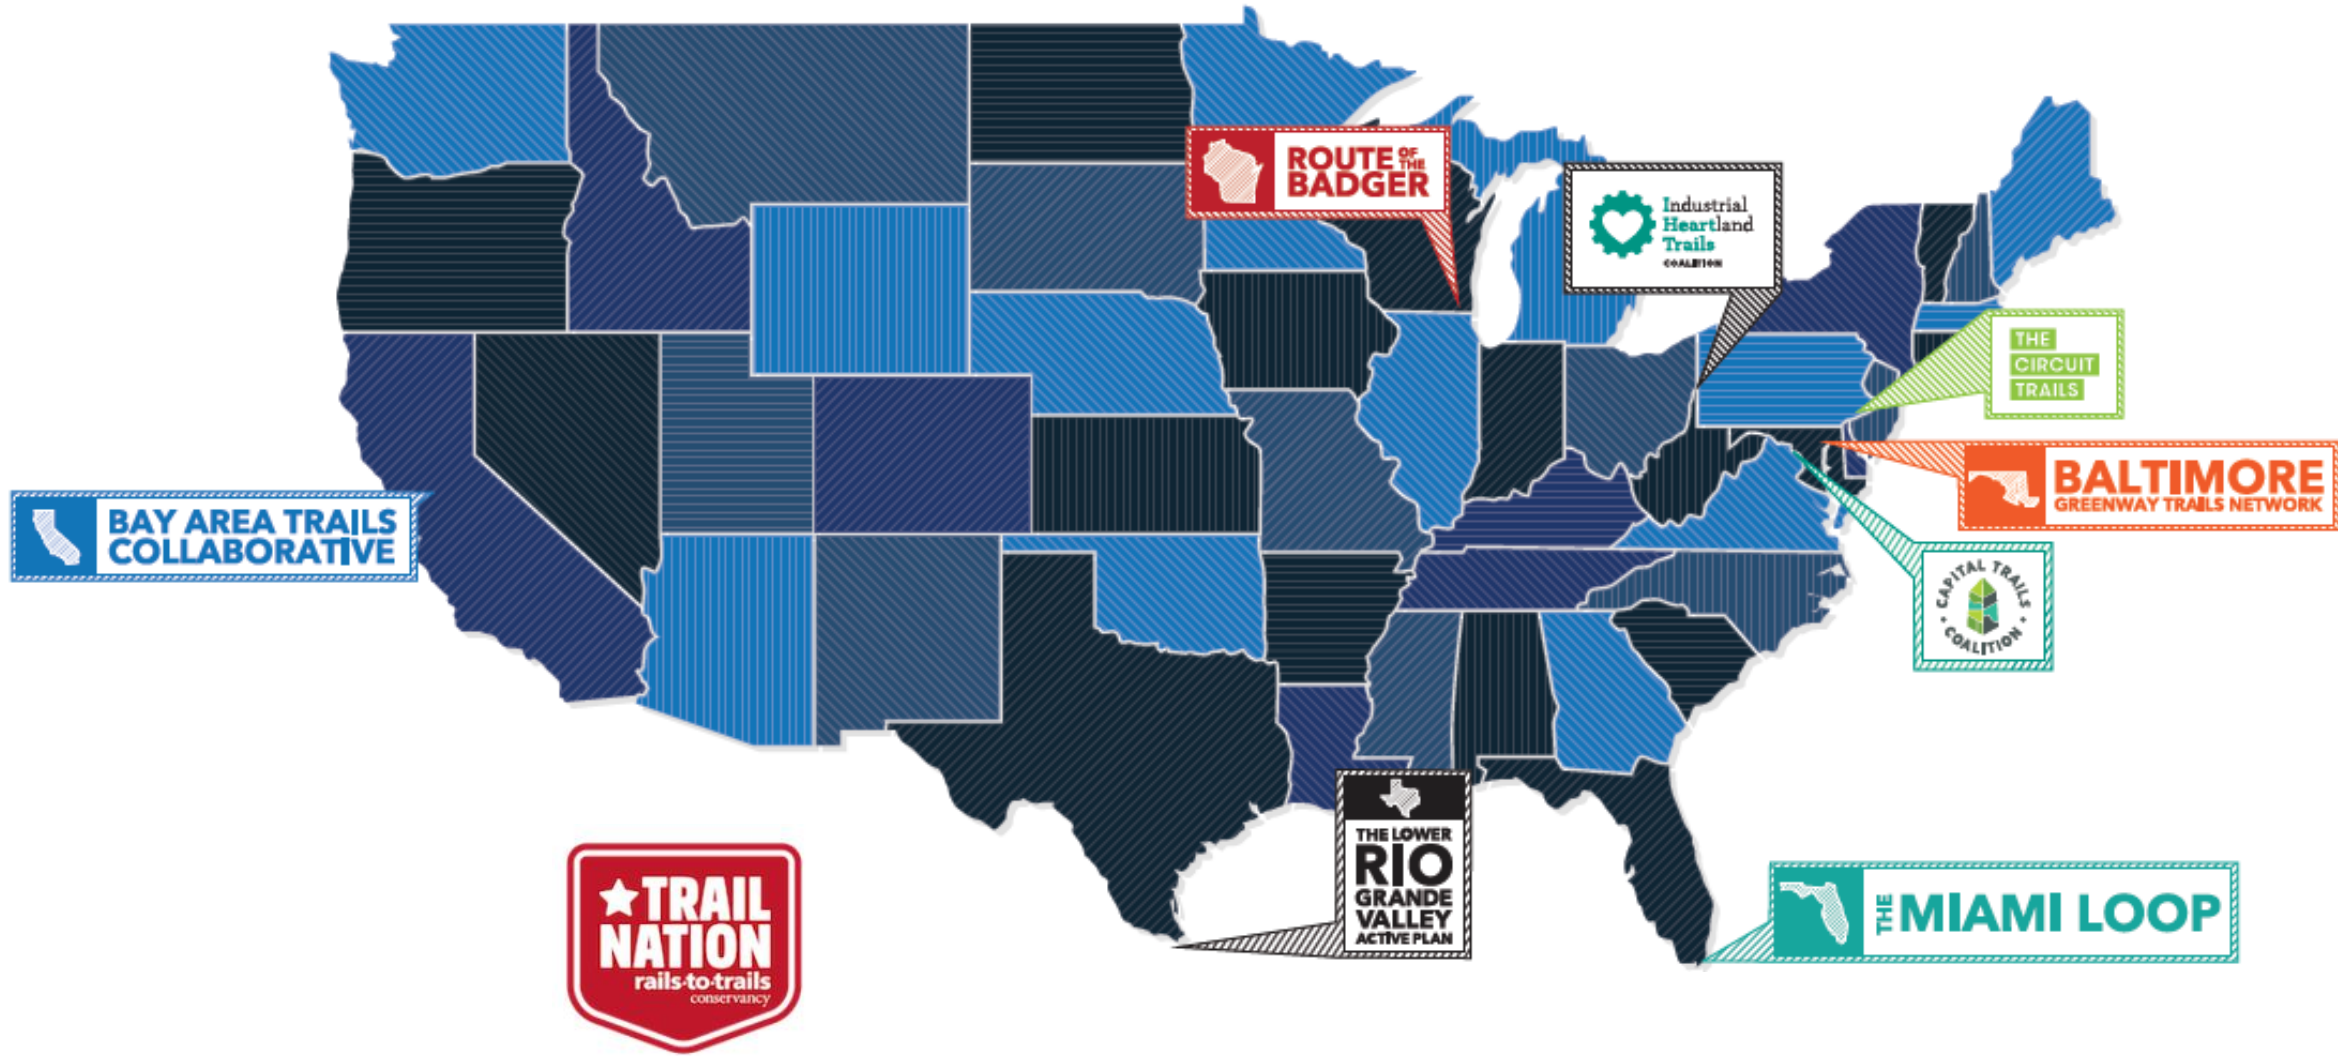 ROUTE OF THE
BADGER
Industrial
Heartland
Trails
COALITION
THE
CIRCUIT
TRAILS
BALTIMORE
GREENWAY TRAILS NETWORK
BAY AREA TRAILS
COLLABORATIVE
CAPITAL TRAILS
• COALITION •
THE LOWER
RIO
GRANDE
VALLEY
ACTIVE PLAN
TRAIL
NATION
rails-to-trails
conservancy
THE MIAMI LOOP